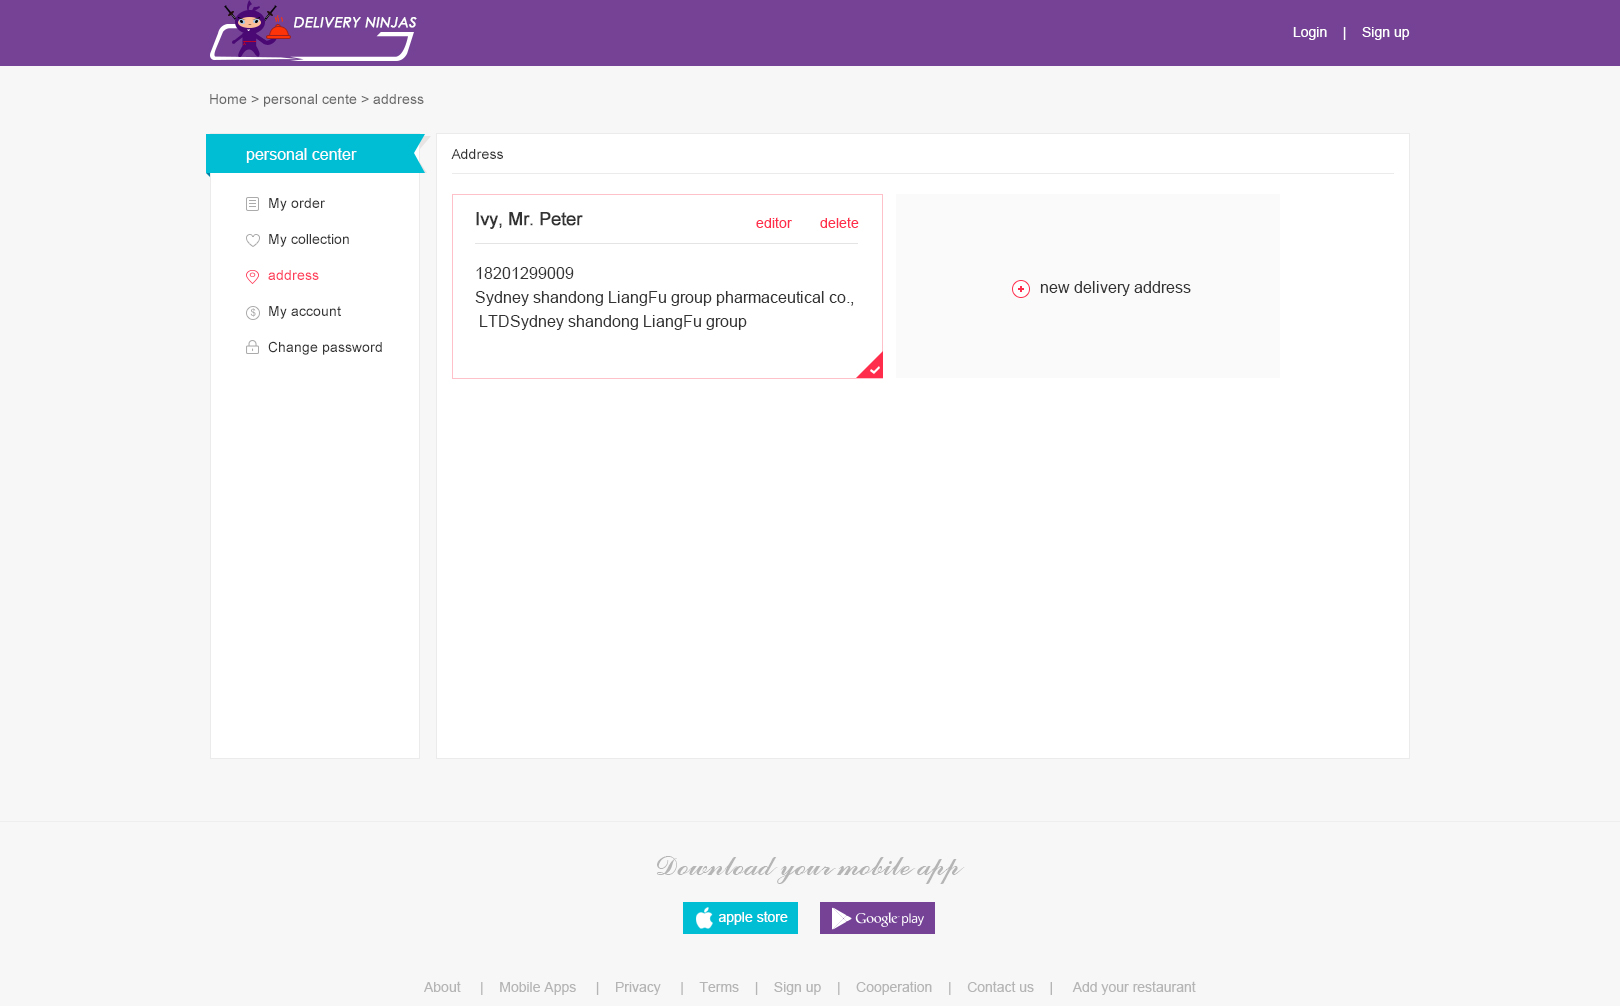 DELIVERY NINJAS
Login | Sign up
Home > personal cente > address
personal center
My order
My collection
address
My account
Change password
Address
Ivy, Mr. Peter
editor delete
18201299009
Sydney shandong LiangFu group pharmaceutical co.,
LTDSydney shandong LiangFu group
new delivery address
Download your mobile app
apple store
Google play
About | Mobile Apps | Privacy | Terms | Sign up | Cooperation | Contact us | Add your restaurant